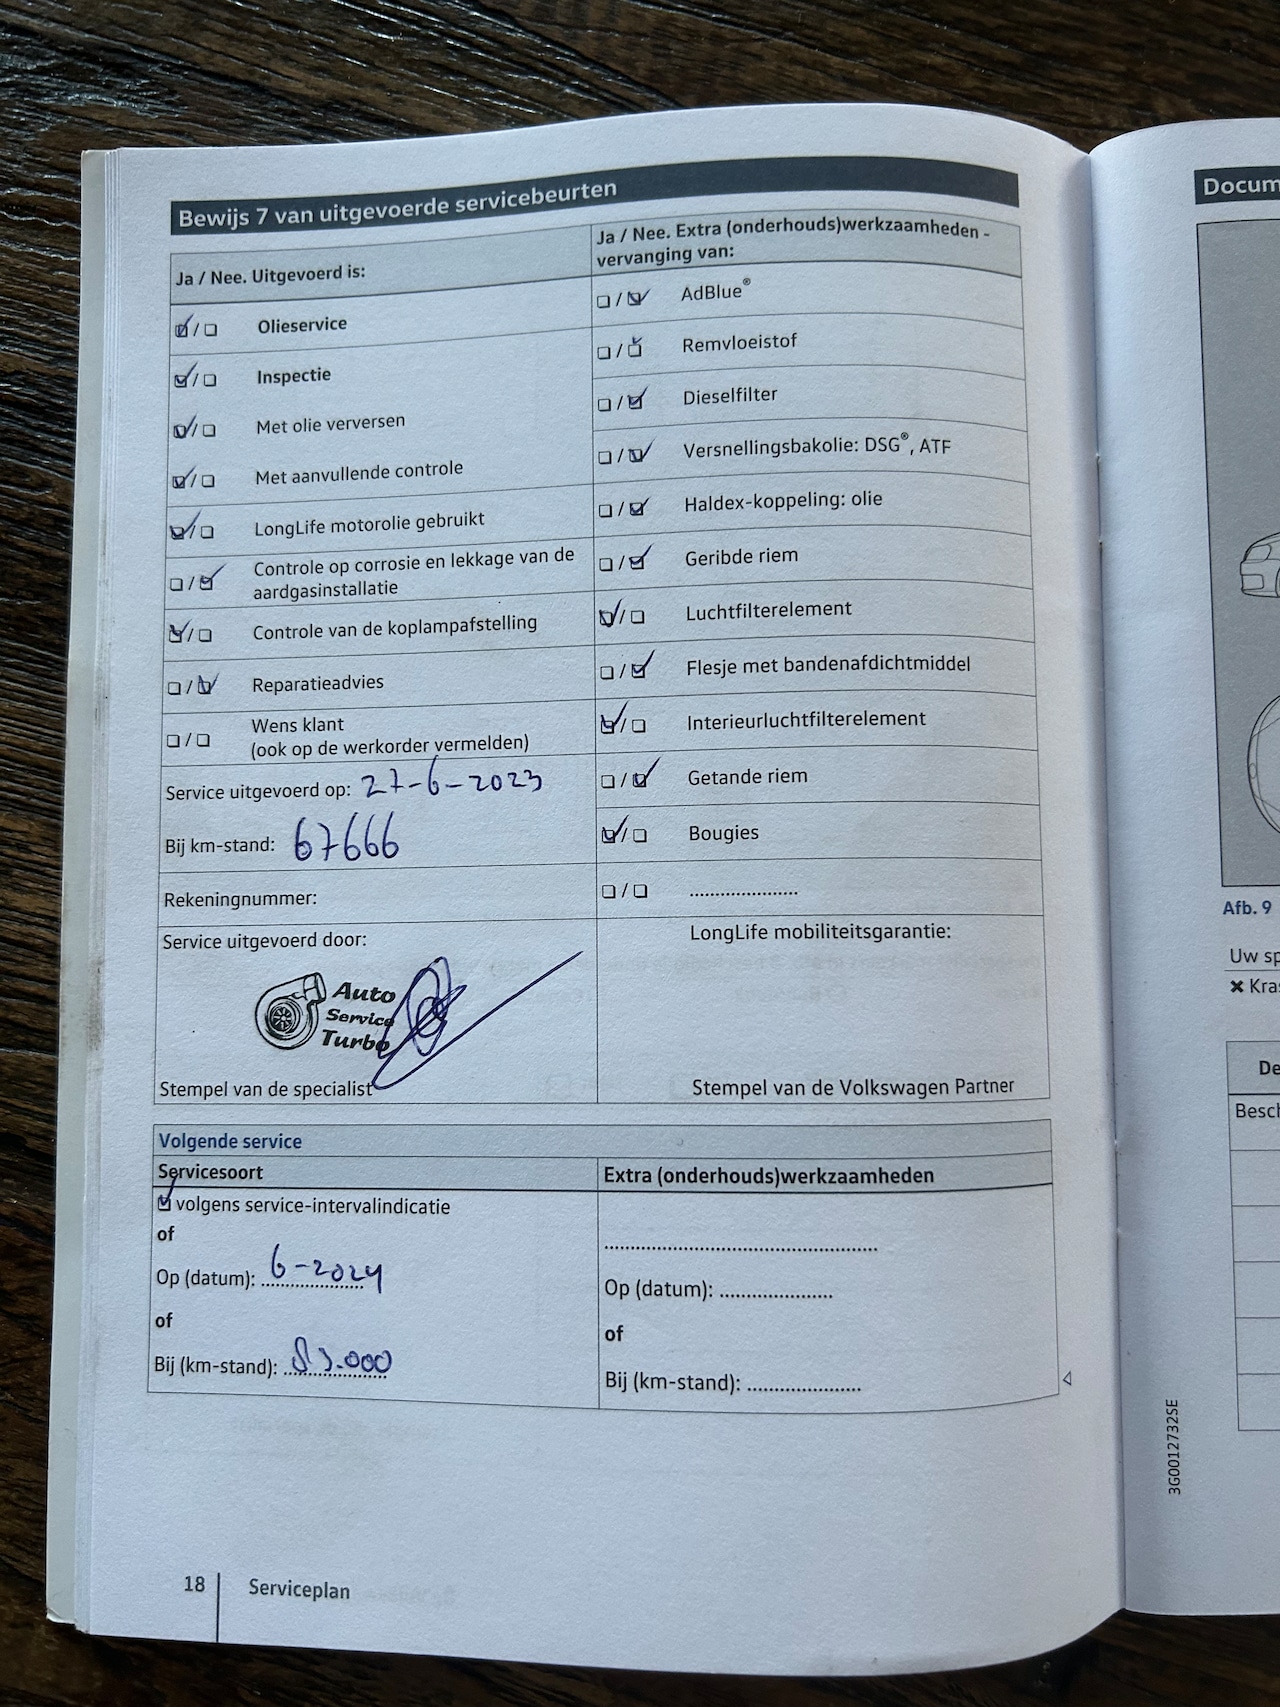 Bewijs 7 van uitgevoerde servicebeurten
Ja / Nee. Uitgevoerd is:
Olieservice
Inspectie
Met olie verversen
Met aanvullende controle
LongLife motorolie gebruikt
Controle op corrosie en lekkage van de
aardgasinstallatie
Controle van de koplampafstelling
Reparatieadvies
Wens klant
(ook op de werkorder vermelden)
Service uitgevoerd op: 27-6-2023
Bij km-stand: 67666
Rekeningnummer:
Service uitgevoerd door:
Auto
Service
Turbo
Stempel van de specialist
Ja / Nee. Extra (onderhouds)werkzaamheden -
vervanging van:
AdBlue®
Remvloeistof
Dieselfilter
Versnellingsbakolie: DSG®, ATF
Haldex-koppeling: olie
Geribde riem
Luchtfilterelement
Flesje met bandenafdichtmiddel
Interieurluchtfilterelement
Getande riem
Bougies
.....................
LongLife mobiliteitsgarantie:
Stempel van de Volkswagen Partner
Volgende service
Servicesoort
volgens service-intervalindicatie
of
Op (datum): 6-2024
of
Bij (km-stand):
Extra (onderhouds)werkzaamheden
Op (datum): .....................
of
Bij (km-stand): .....................
3G0012732SE
18 Serviceplan
Docum
Afb. 9
Uw sp
✖ Kra
De
Besch